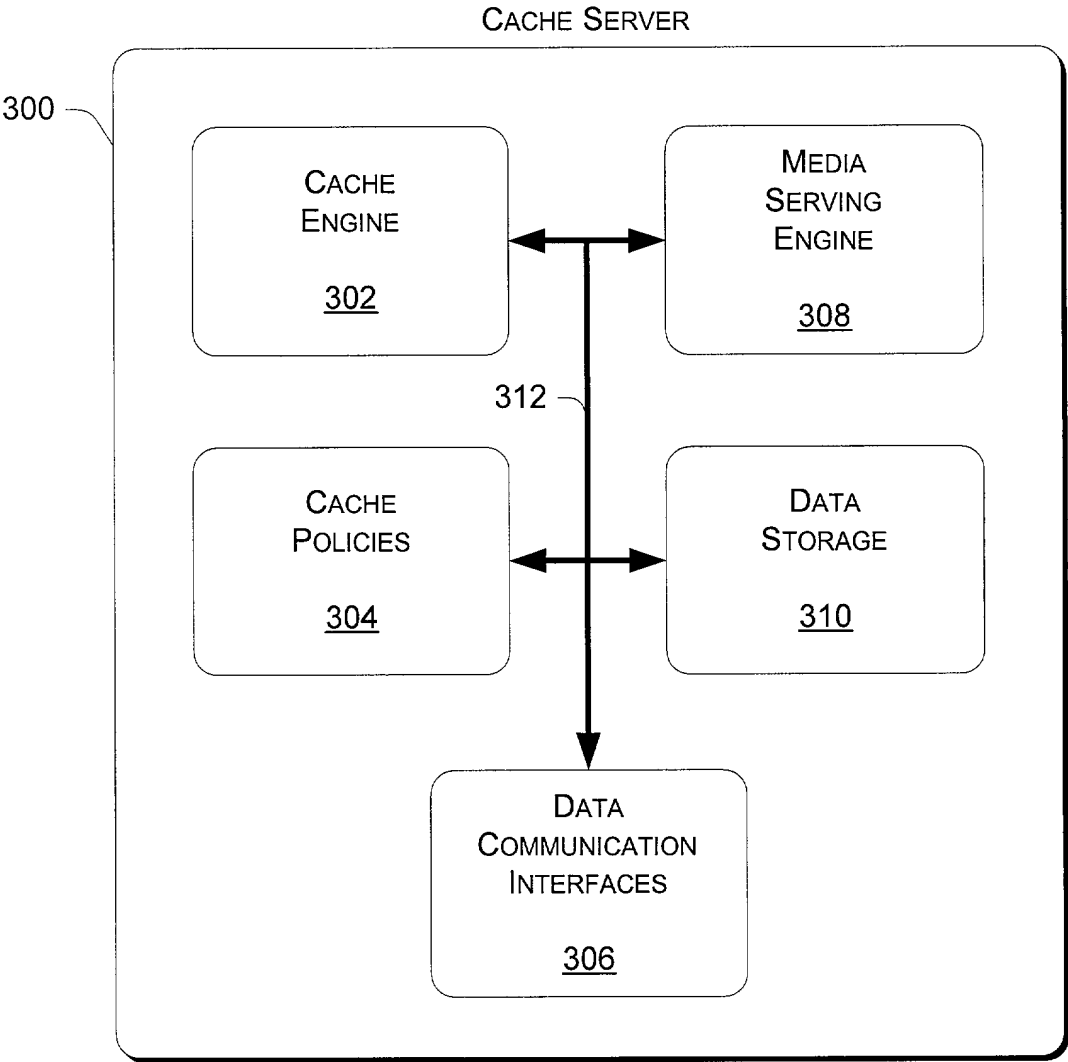 CACHE SERVER
300
CACHE
ENGINE
302
MEDIA
SERVING
ENGINE
308
312
CACHE
POLICIES
304
DATA
STORAGE
310
DATA
COMMUNICATION
INTERFACES
306